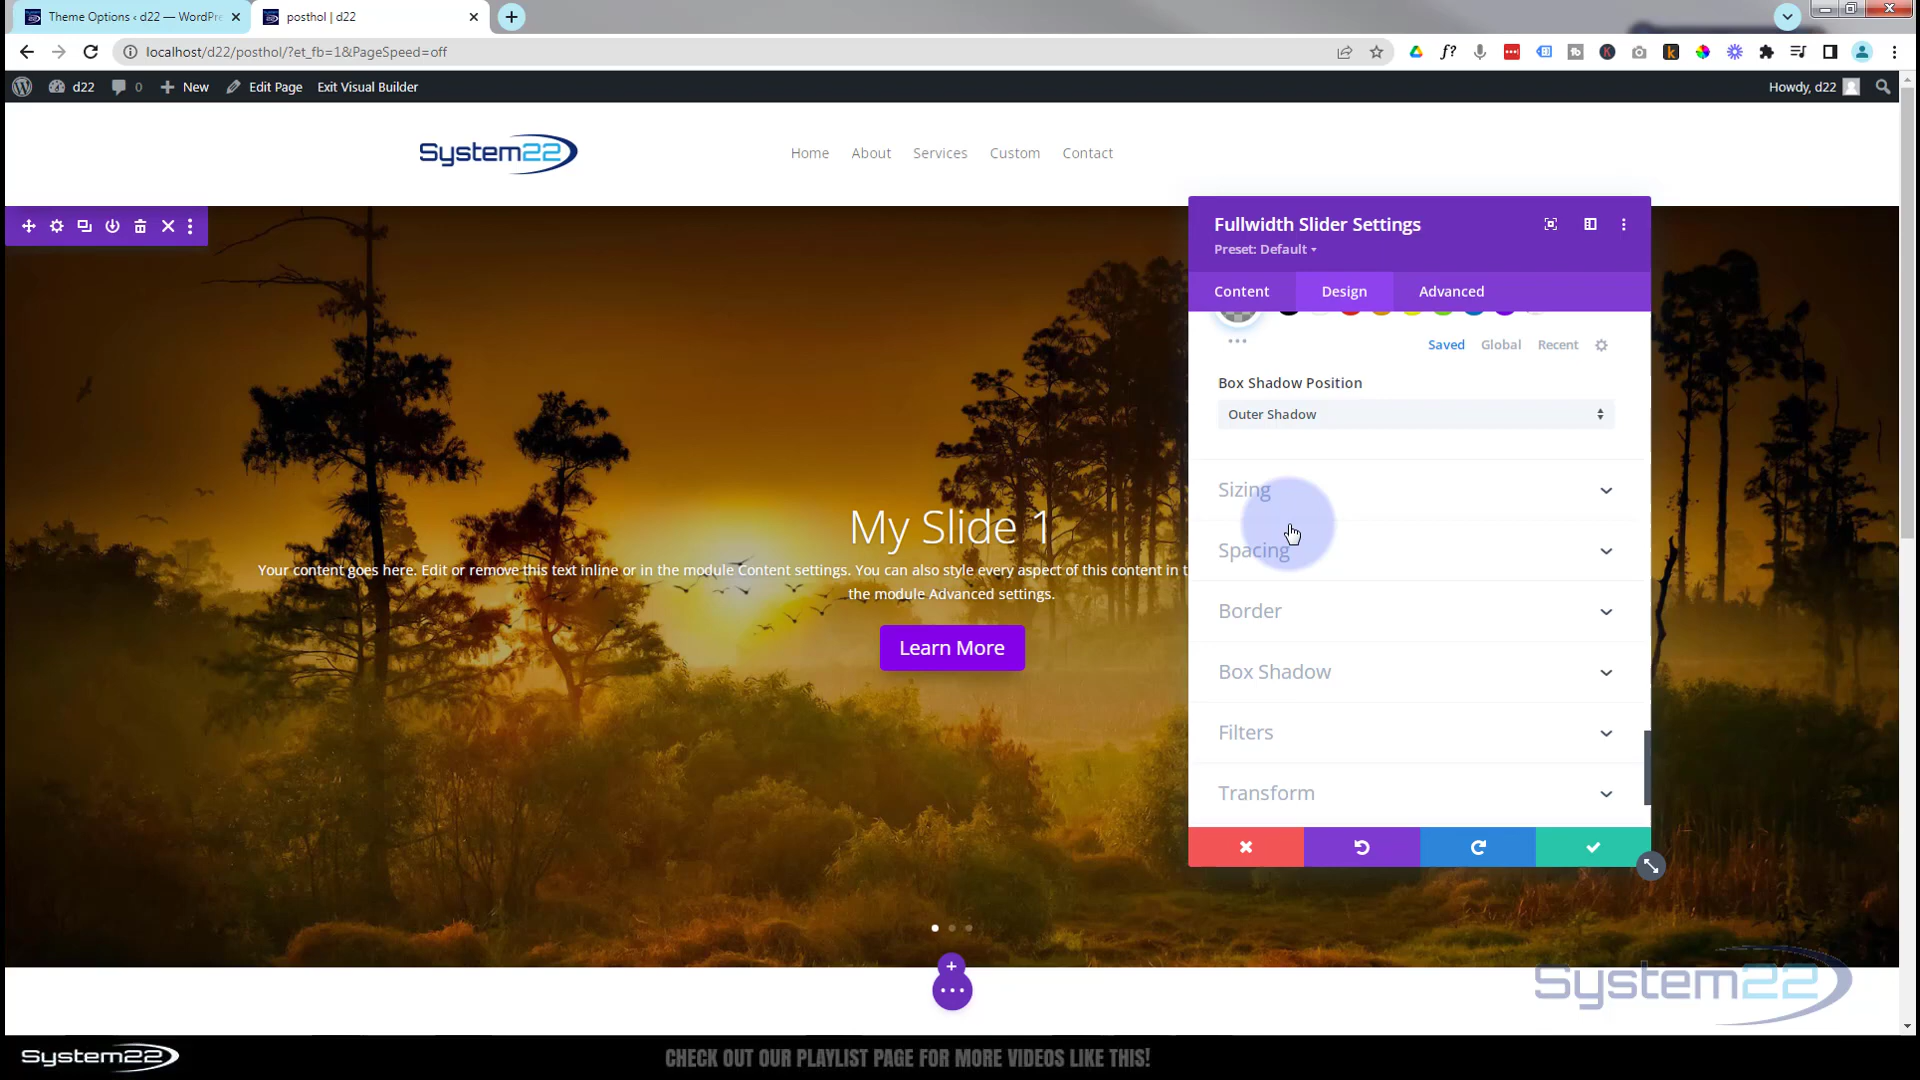 Theme Options ‹ d22 — WordPre
posthol | d22
localhost/d22/posthol/?et_fb=1&PageSpeed=off
d22
0
New
Edit Page
Exit Visual Builder
Howdy, d22
System22
Home
About
Services
Custom
Contact
Fullwidth Slider Settings
Preset: Default
Content
Design
Advanced
Saved
Global
Recent
Box Shadow Position
Outer Shadow
Sizing
Spacing
Border
Box Shadow
Filters
Transform
My Slide 1
Your content goes here. Edit or remove this text inline or in the module Content settings. You can also style every aspect of this content in t
the module Advanced settings.
Learn More
System22
System22
CHECK OUT OUR PLAYLIST PAGE FOR MORE VIDEOS LIKE THIS!